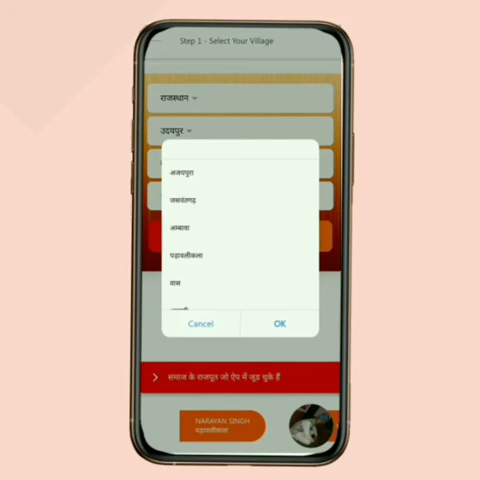 Step 1 - Select Your Village
राजस्थान
उदयपुर
अजयपुरा
जसवंतगढ़
अम्बावा
पड़ावलीकला
वास
Cancel
OK
समाज के राजपूत जो ऐप में जुड़ चुके हैं
NARAYAN SINGH
पड़ावलीकला